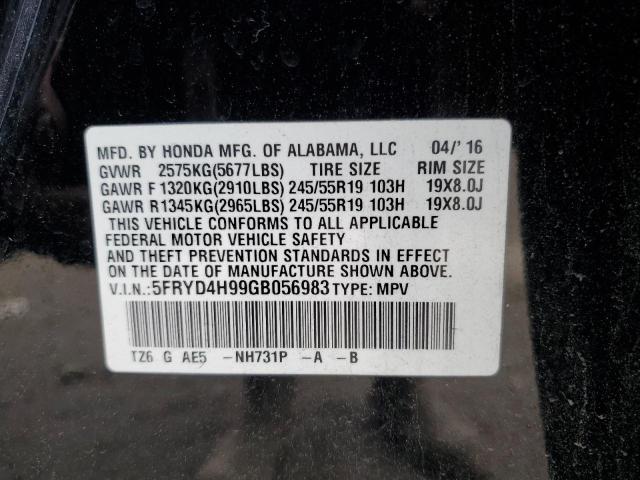 MFD. BY HONDA MFG. OF ALABAMA, LLC 04/' 16
GVWR 2575KG(5677LBS) TIRE SIZE RIM SIZE
GAWR F 1320KG(2910LBS) 245/55R19 103H 19X8.0J
GAWR R1345KG(2965LBS) 245/55R19 103H 19X8.0J
THIS VEHICLE CONFORMS TO ALL APPLICABLE
FEDERAL MOTOR VEHICLE SAFETY
AND THEFT PREVENTION STANDARDS IN EFFECT
ON THE DATE OF MANUFACTURE SHOWN ABOVE.
V.I.N.:5FRYD4H99GB056983 TYPE: MPV
TZ6 G AE5 -NH731P -A -B